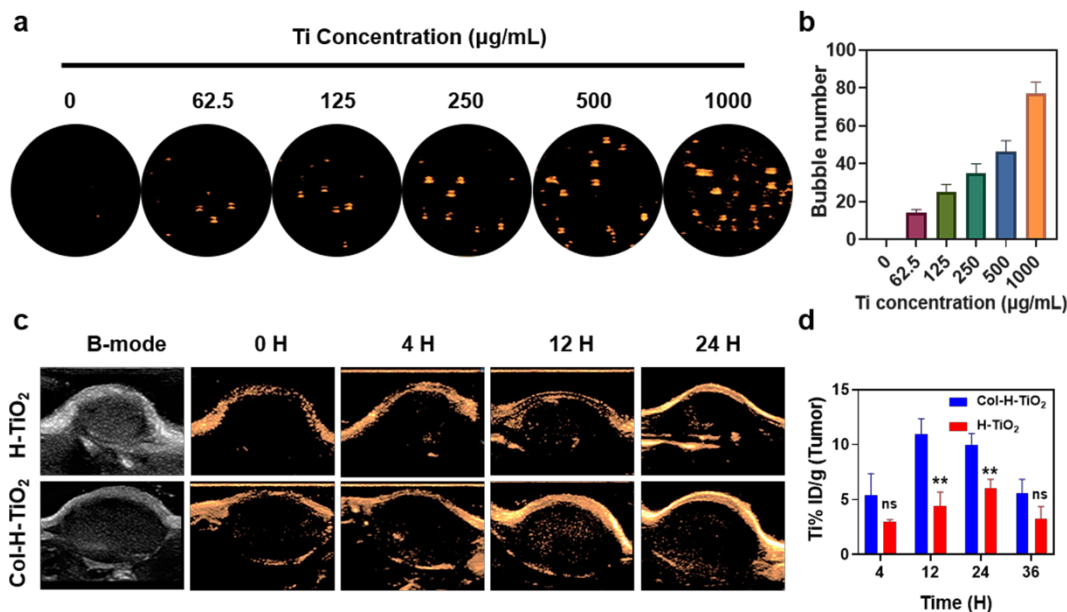 a
Ti Concentration (µg/mL)
0 62.5 125 250 500 1000
b
Bubble number
100
80
60
40
20
0
0 62.5 125 250 500 1000
Ti concentration (µg/mL)
c
B-mode 0 H 4 H 12 H 24 H
H-TiO₂
Col-H-TiO₂
d
Ti% ID/g (Tumor)
15
10
5
0
Col-H-TiO₂
H-TiO₂
ns ** ** ns
4 12 24 36
Time (H)